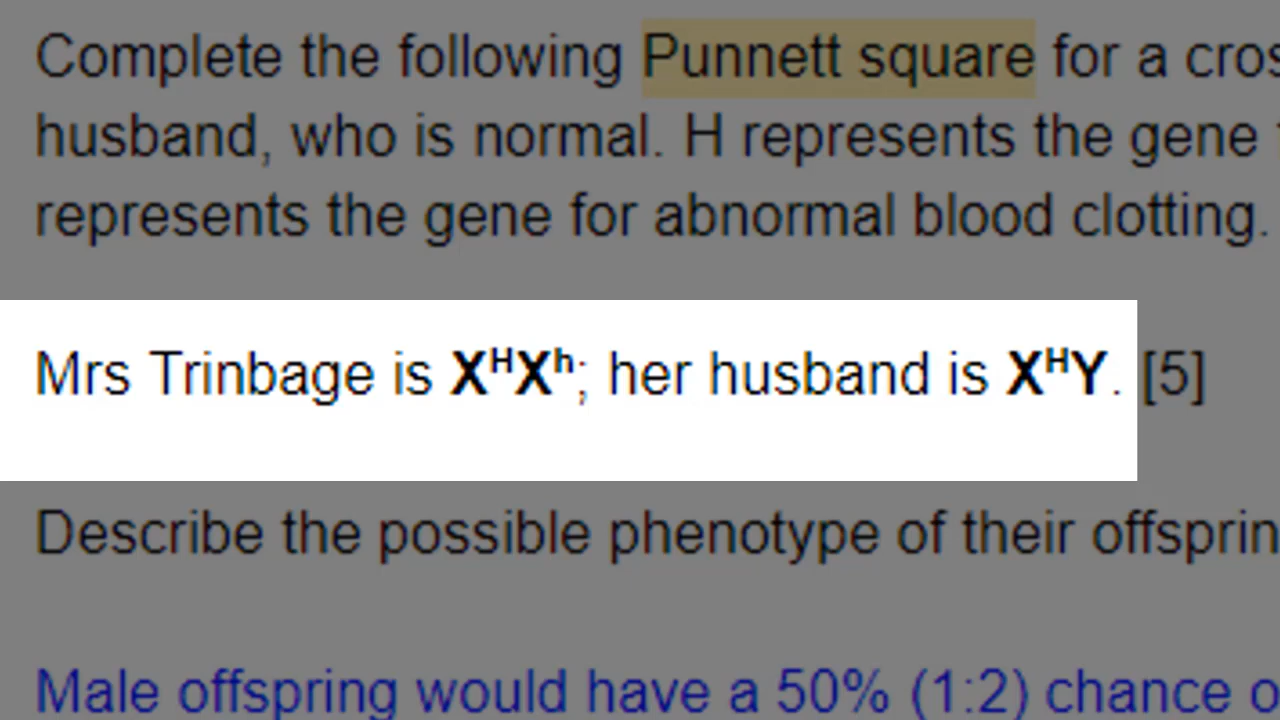 Complete the following Punnett square for a cros
husband, who is normal. H represents the gene
represents the gene for abnormal blood clotting.
Mrs Trinbage is XᴴXʰ; her husband is XᴴY. [5]
Describe the possible phenotype of their offsprin
Male offspring would have a 50% (1:2) chance o